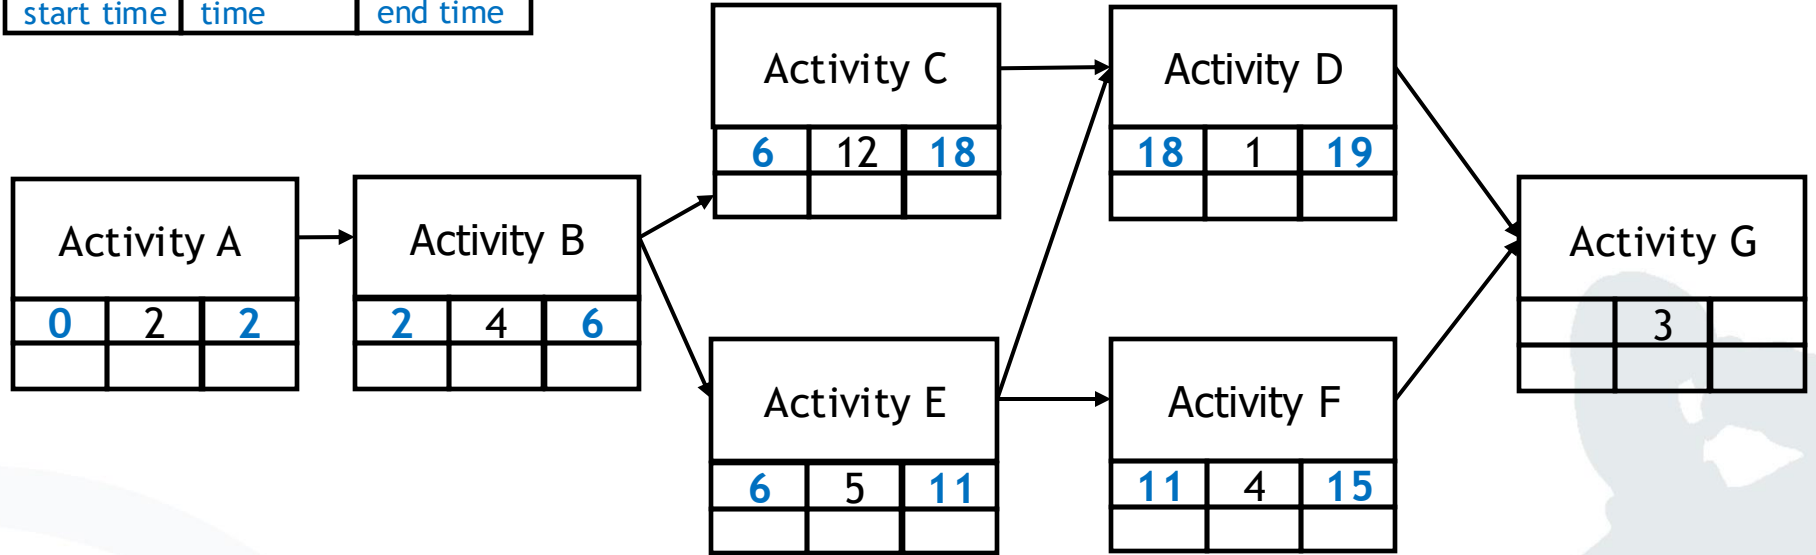 start time time end time
Activity C
6 12 18
Activity D
18 1 19
Activity A
0 2 2
Activity B
2 4 6
Activity G
3
Activity E
6 5 11
Activity F
11 4 15